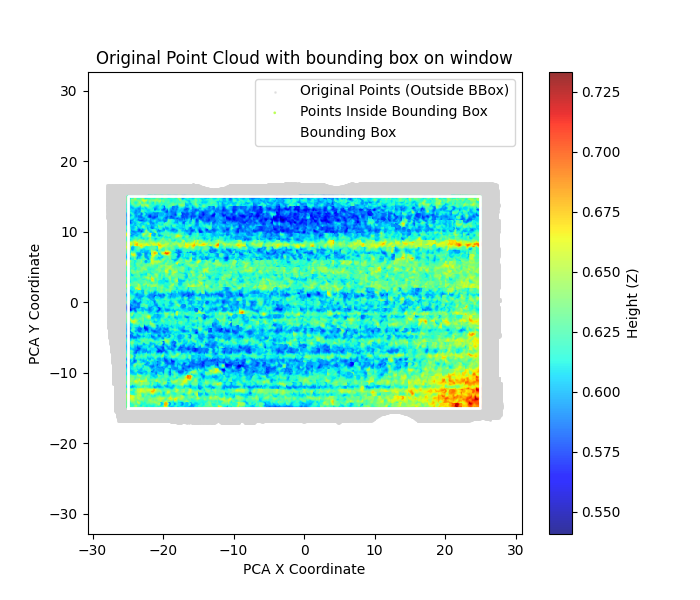 Original Point Cloud with bounding box on window
Original Points (Outside BBox)
Points Inside Bounding Box
Bounding Box
30
20
10
0
−10
−20
−30
PCA Y Coordinate
−30 −20 −10 0 10 20 30
PCA X Coordinate
0.725
0.700
0.675
0.650
0.625
0.600
0.575
0.550
Height (Z)